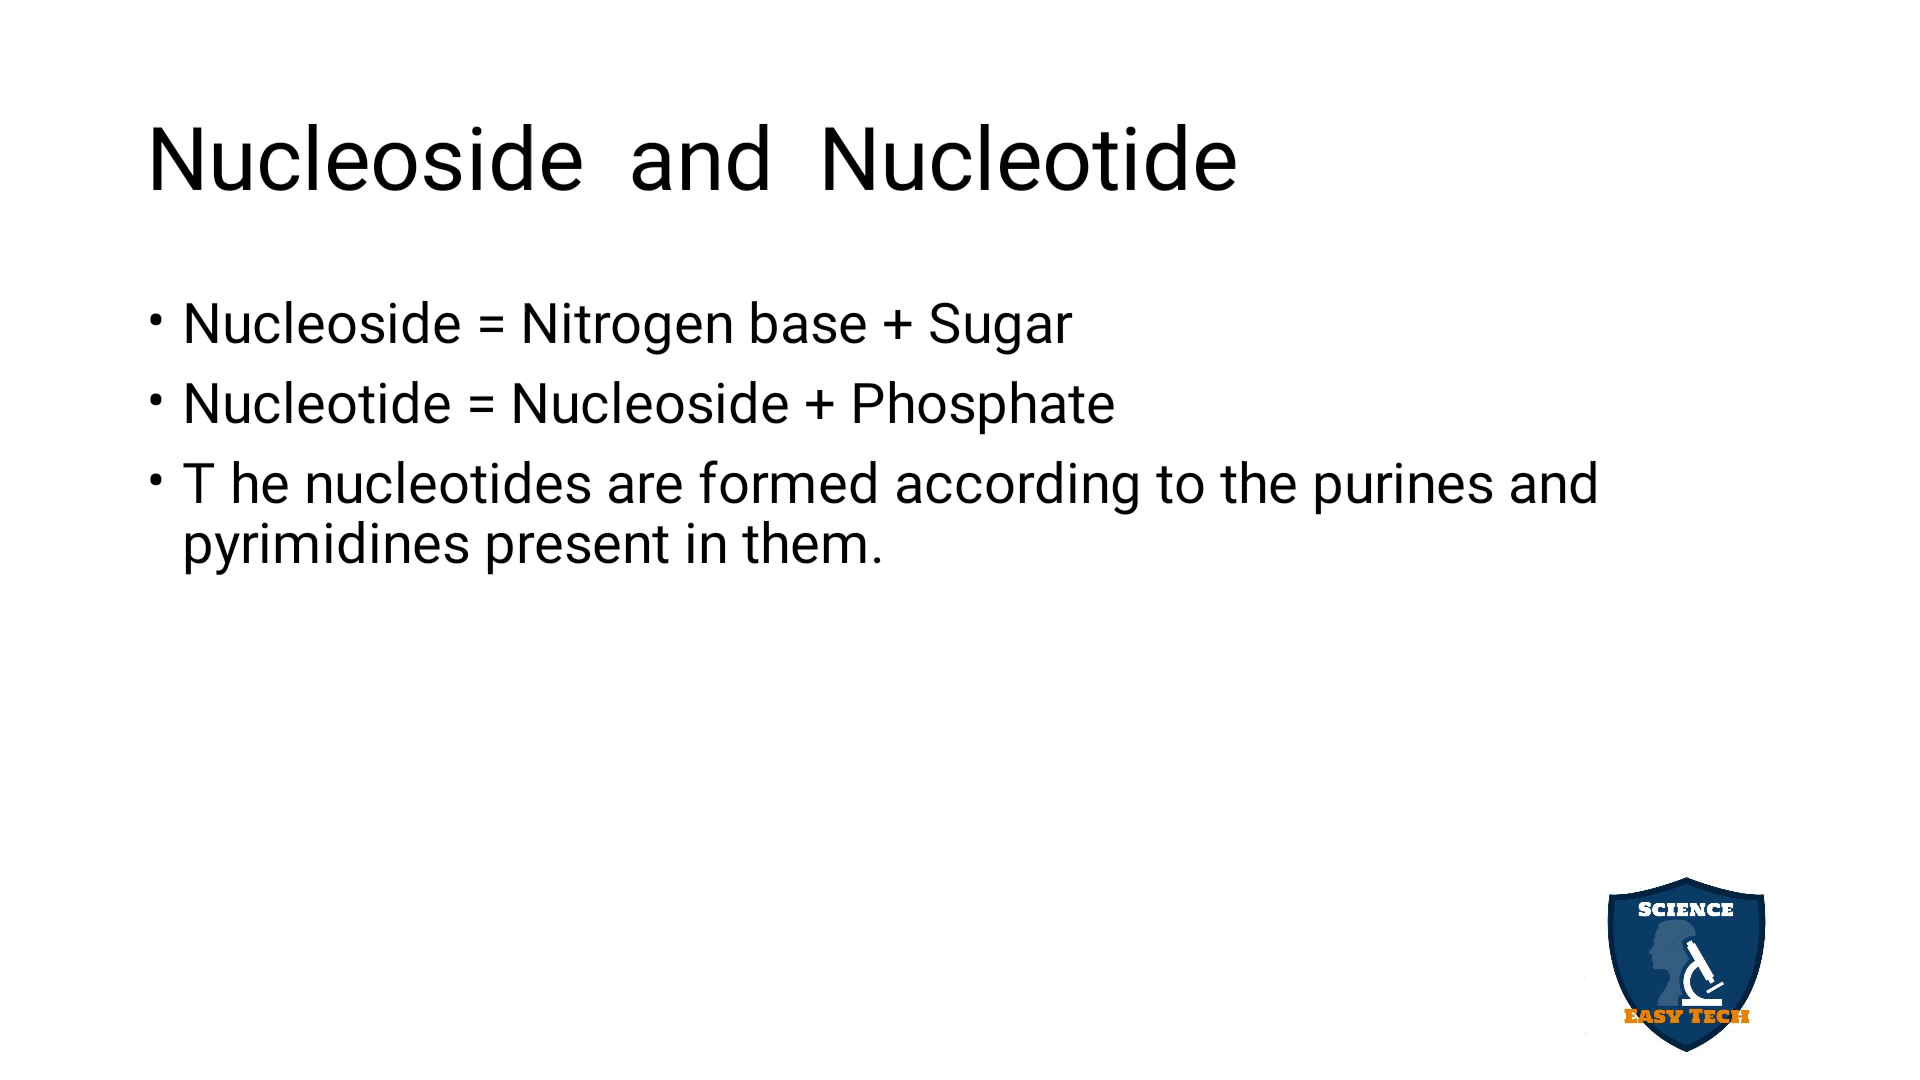 Nucleoside and Nucleotide
• Nucleoside = Nitrogen base + Sugar
• Nucleotide = Nucleoside + Phosphate
• T he nucleotides are formed according to the purines and
pyrimidines present in them.
SCIENCE
EASY TECH